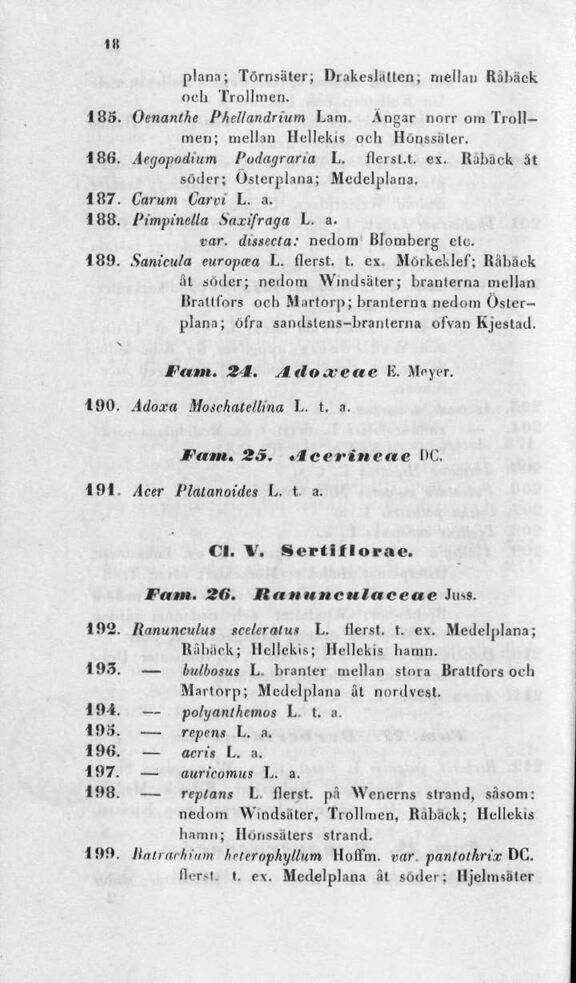 18
plana; Törnsäter; Drakeslätten; mellan Råbäck
och Trollmen.
185. Oenanthe Phellandrium Lam. Ängar norr om Troll-
men; mellan Hellekis och Hönssäter.
186. Aegopodium Podagraria L. flerst.t. ex. Råbäck åt
söder; Österplana; Medelplana.
187. Carum Carvi L. a.
188. Pimpinella Saxifraga L. a.
var. dissecta: nedom Blomberg etc.
189. Sanicula europæa L. flerst. t. ex. Mörkeklef; Råbäck
åt söder; nedom Windsäter; branterna mellan
Brattfors och Martorp; branterna nedom Öster-
plana; öfra sandstens-branterna ofvan Kjestad.
Fam. 24. Adoxeae E. Meyer.
190. Adoxa Moschatellina L. t. a.
Fam. 25. Acerineae DC.
191. Acer Platanoides L. t. a.
Cl. V. Sertiflorae.
Fam. 26. Ranunculaceae Juss.
192. Ranunculus sceleratus L. flerst. t. ex. Medelplana;
Råbäck; Hellekis; Hellekis hamn.
193. — bulbosus L. branter mellan stora Brattfors och
Martorp; Medelplana åt nordvest.
194. — polyanthemos L. t. a.
195. — repens L. a.
196. — acris L. a.
197. — auricomus L. a.
198. — reptans L. flerst. på Wenerns strand, såsom:
nedom Windsäter, Trollmen, Råbäck; Hellekis
hamn; Hönssäters strand.
199. Batrachium heterophyllum Hoffm. var. pantothrix DC.
flerst. t. ex. Medelplana åt söder; Hjelmsäter